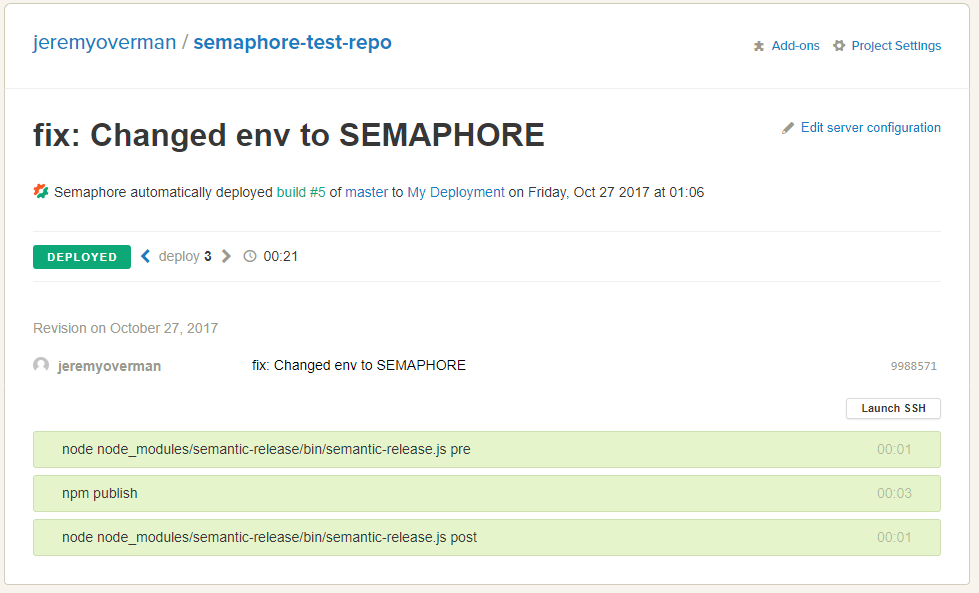 jeremyoverman / semaphore-test-repo
Add-ons Project Settings
fix: Changed env to SEMAPHORE
Edit server configuration
Semaphore automatically deployed build #5 of master to My Deployment on Friday, Oct 27 2017 at 01:06
DEPLOYED deploy 3 00:21
Revision on October 27, 2017
jeremyoverman fix: Changed env to SEMAPHORE 9988571
Launch SSH
node node_modules/semantic-release/bin/semantic-release.js pre 00:01
npm publish 00:03
node node_modules/semantic-release/bin/semantic-release.js post 00:01